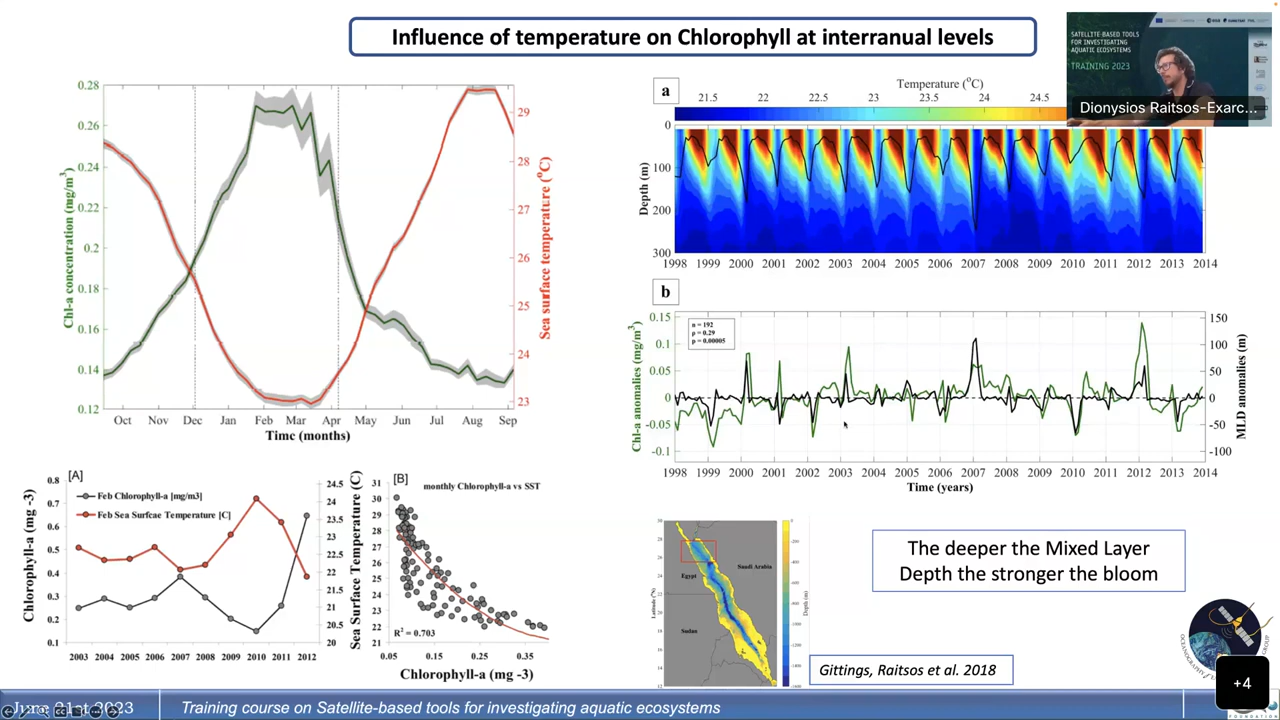 Influence of temperature on Chlorophyll at interranual levels
SATELLITE-BASED TOOLS
FOR INVESTIGATING
AQUATIC ECOSYSTEMS
TRAINING 2023
Dionysios Raitsos-Exarc...
0.28
0.26
0.24
0.22
0.2
0.18
0.16
0.14
0.12
Chl-a concentration (mg/m³)
29
28
27
26
25
24
23
Sea surface temperature (°C)
Oct Nov Dec Jan Feb Mar Apr May Jun Jul Aug Sep
Time (months)
a
Temperature (°C)
21.5 22 22.5 23 23.5 24 24.5
0
100
200
300
Depth (m)
1998 1999 2000 2001 2002 2003 2004 2005 2006 2007 2008 2009 2010 2011 2012 2013 2014
b
n = 192
p = 0.29
p = 0.00005
0.15
0.1
0.05
0
-0.05
-0.1
Chl-a anomalies (mg/m³)
150
100
50
0
-50
-100
MLD anomalies (m)
1998 1999 2000 2001 2002 2003 2004 2005 2006 2007 2008 2009 2010 2011 2012 2013 2014
Time (years)
[A]
Feb Chlorophyll-a [mg/m3]
Feb Sea Surfcae Temperature [C]
0.8
0.7
0.6
0.5
0.4
0.3
0.2
0.1
Chlorophyll-a (mg -3)
24.5
24
23.5
23
22.5
22
21.5
21
20.5
20
Sea Surface Temperature (C)
2003 2004 2005 2006 2007 2008 2009 2010 2011 2012
[B]
monthly Chlorophyll-a vs SST
31
30
29
28
27
26
25
24
23
22
21
R² = 0.703
0.05 0.15 0.25 0.35
Chlorophyll-a (mg -3)
Saudi Arabia
Egypt
Sudan
Latitude (°N)
Depth (m)
The deeper the Mixed Layer
Depth the stronger the bloom
Gittings, Raitsos et al. 2018
+4
June 21st 2023
Training course on Satellite-based tools for investigating aquatic ecosystems